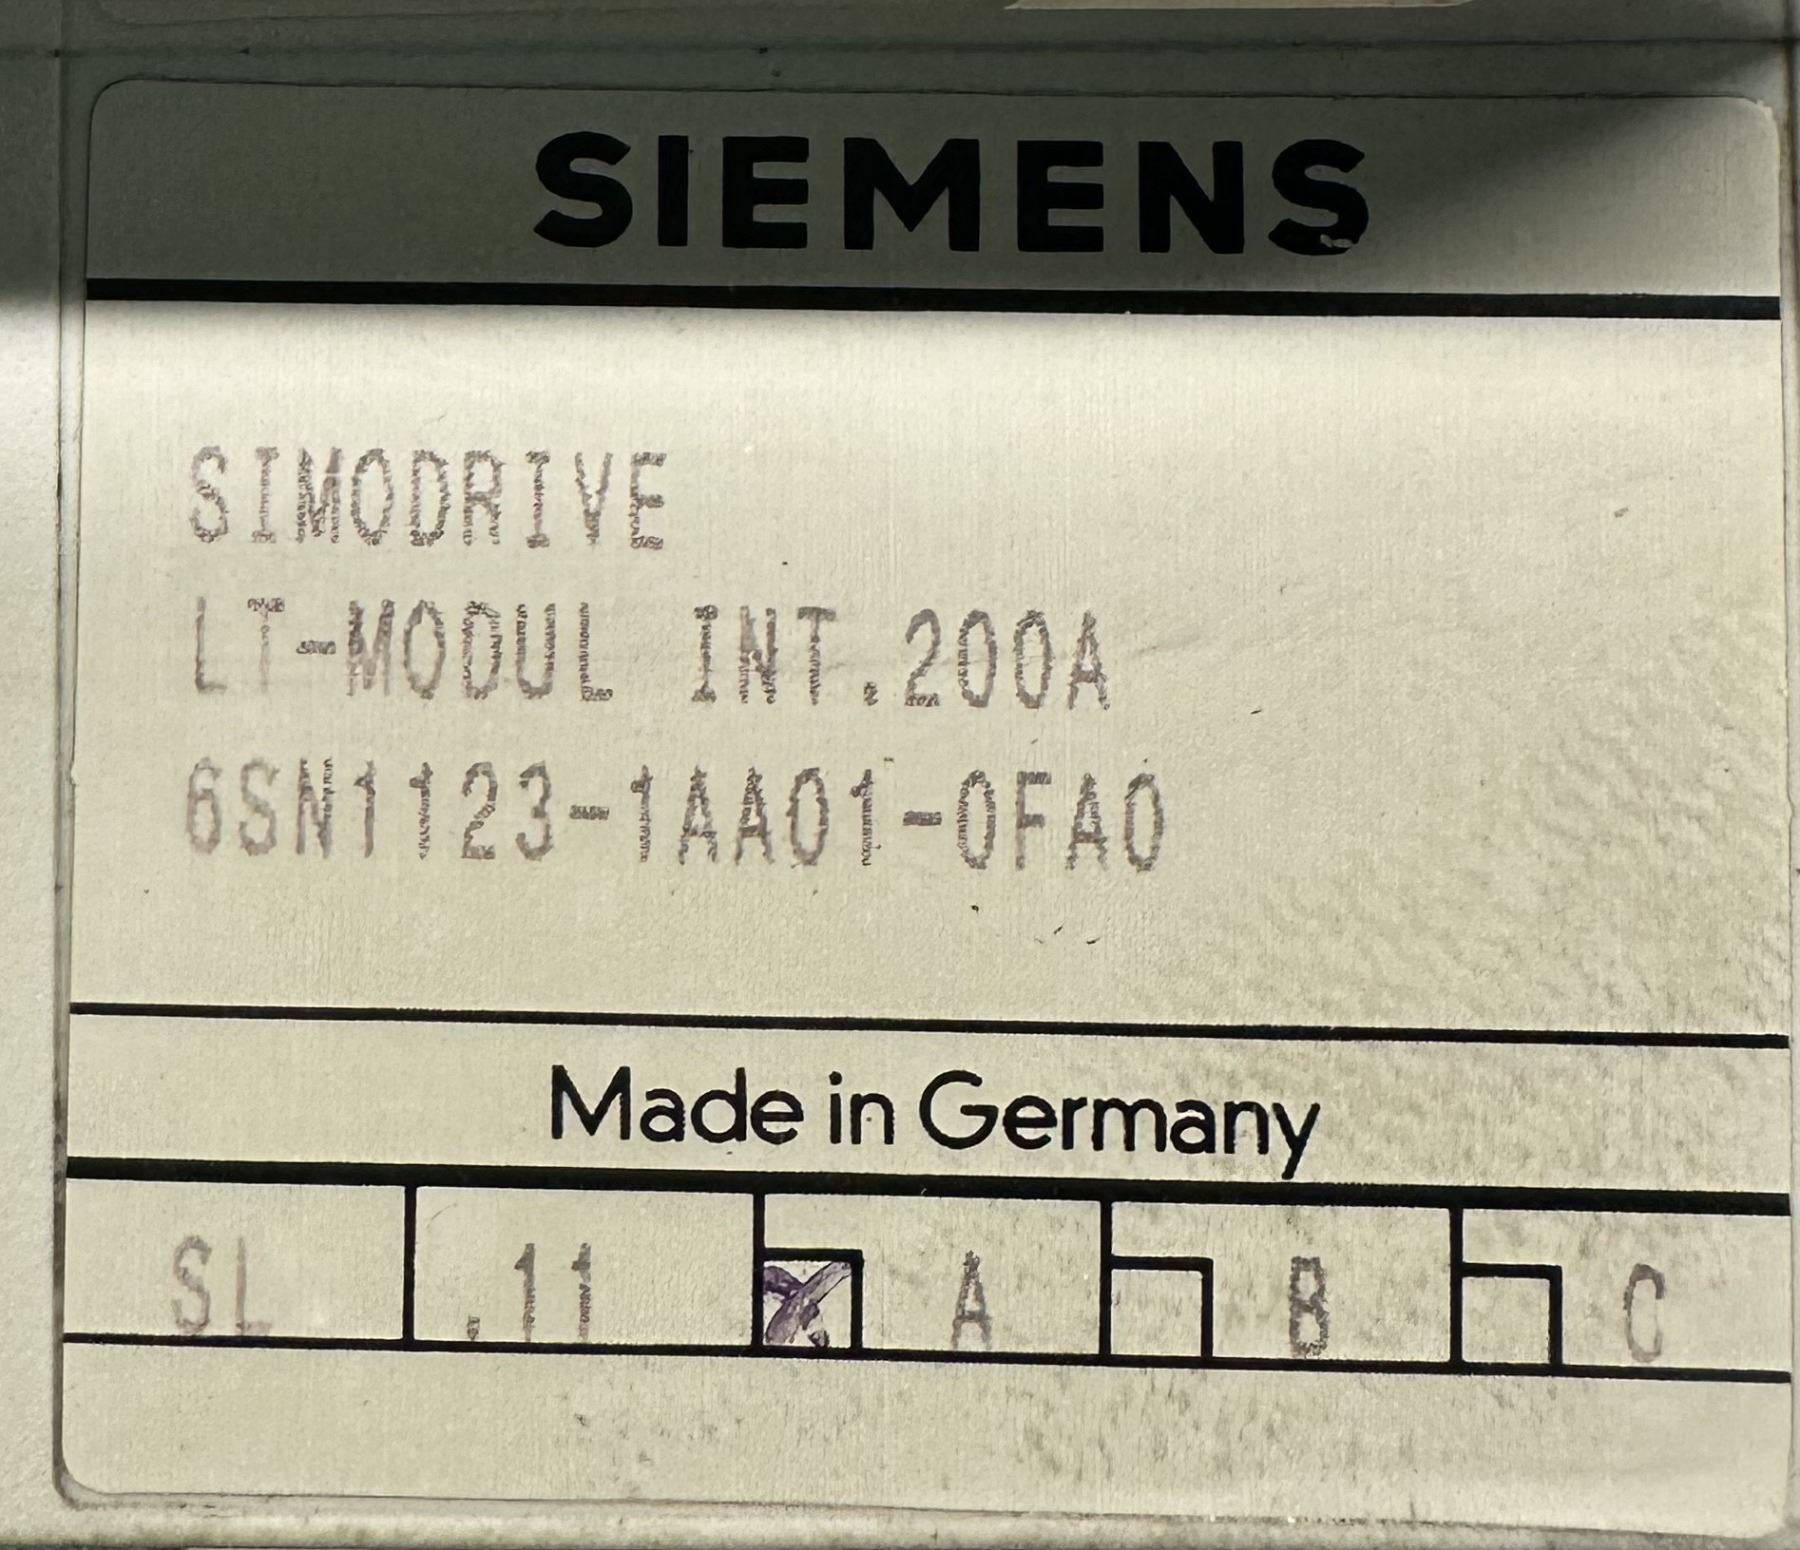 SIEMENS
SIMODRIVE
LT-MODUL INT.200A
6SN1123-1AA01-0FA0
Made in Germany
SL .11 A B C